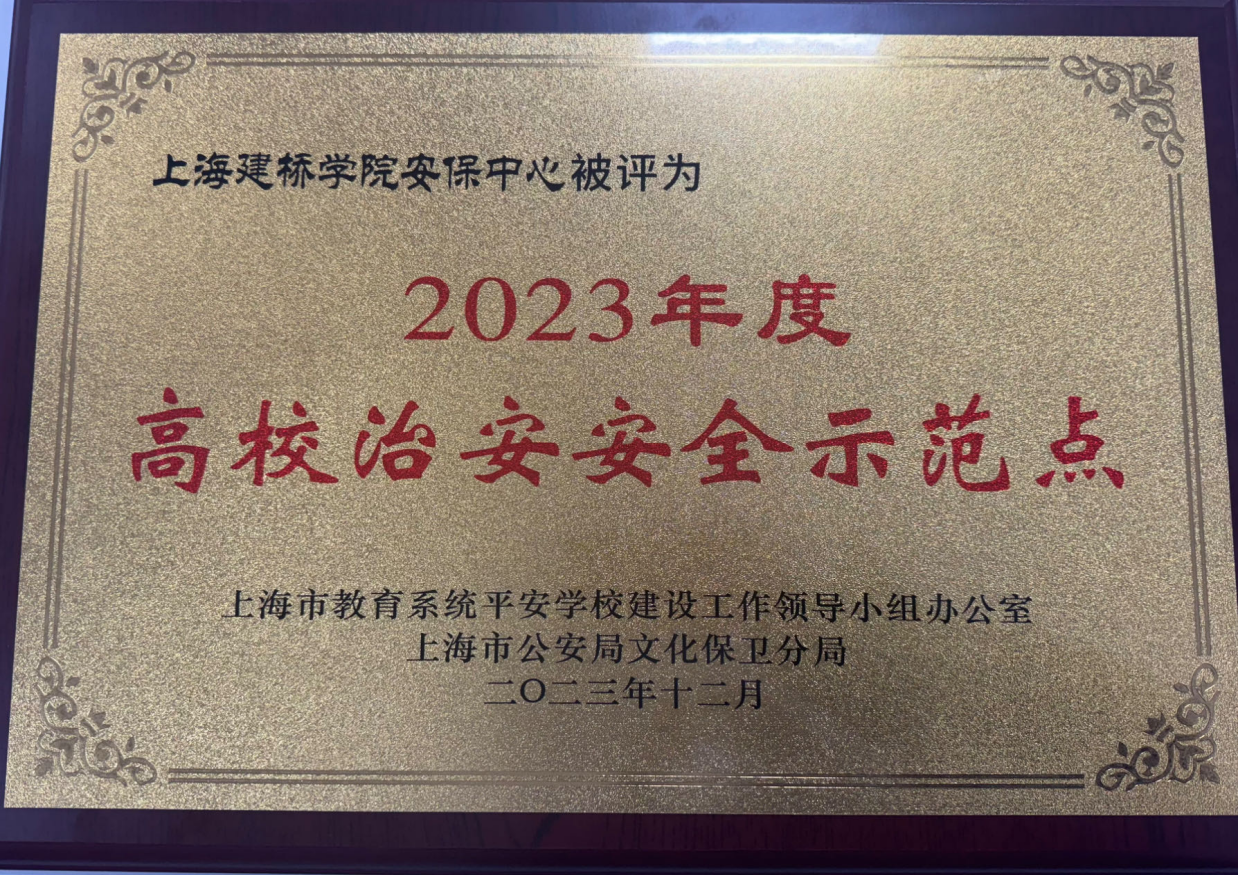 上海建桥学院安保中心被评为
2023年度
高校治安安全示范点
上海市教育系统平安学校建设工作领导小组办公室
上海市公安局文化保卫分局
二〇二三年十二月